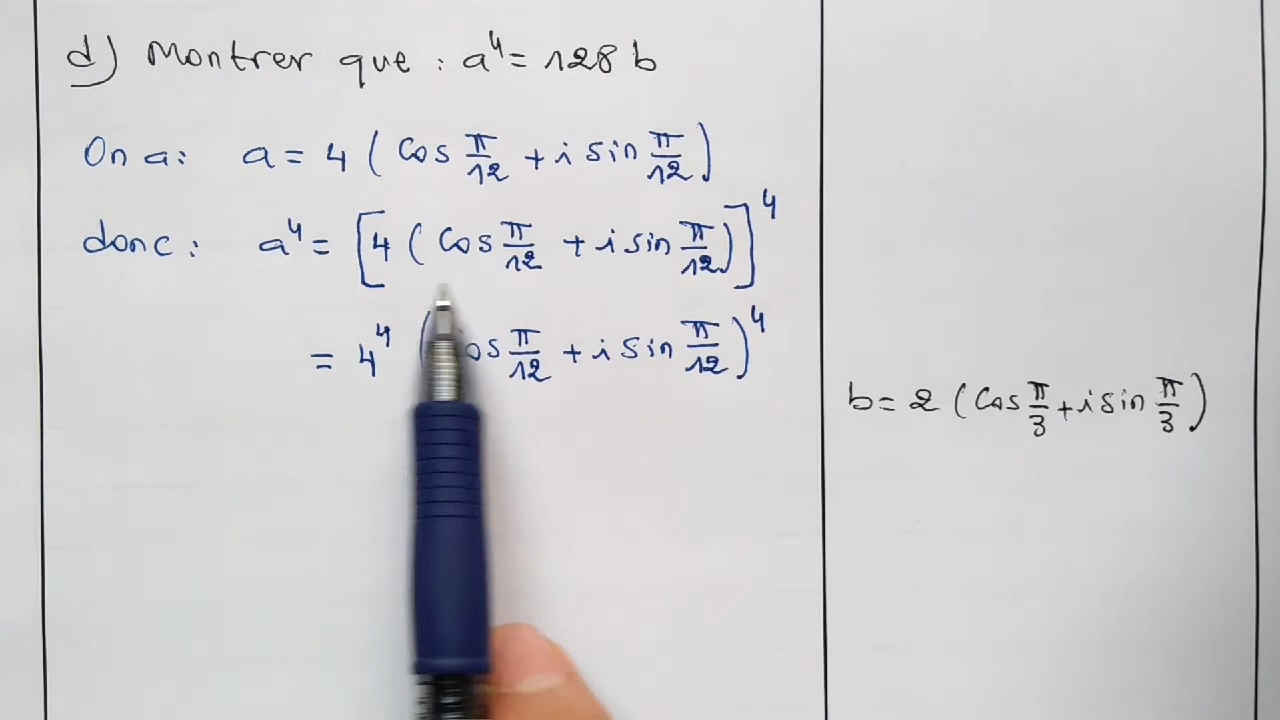 d) Montrer que : a⁴ = 128 b
On a : a = 4 ( cos π/12 + i sin π/12 )
donc : a⁴ = [ 4 ( cos π/12 + i sin π/12 ) ]⁴
= 4⁴ ( cos π/12 + i sin π/12 )⁴
b = 2 ( cos π/3 + i sin π/3 )